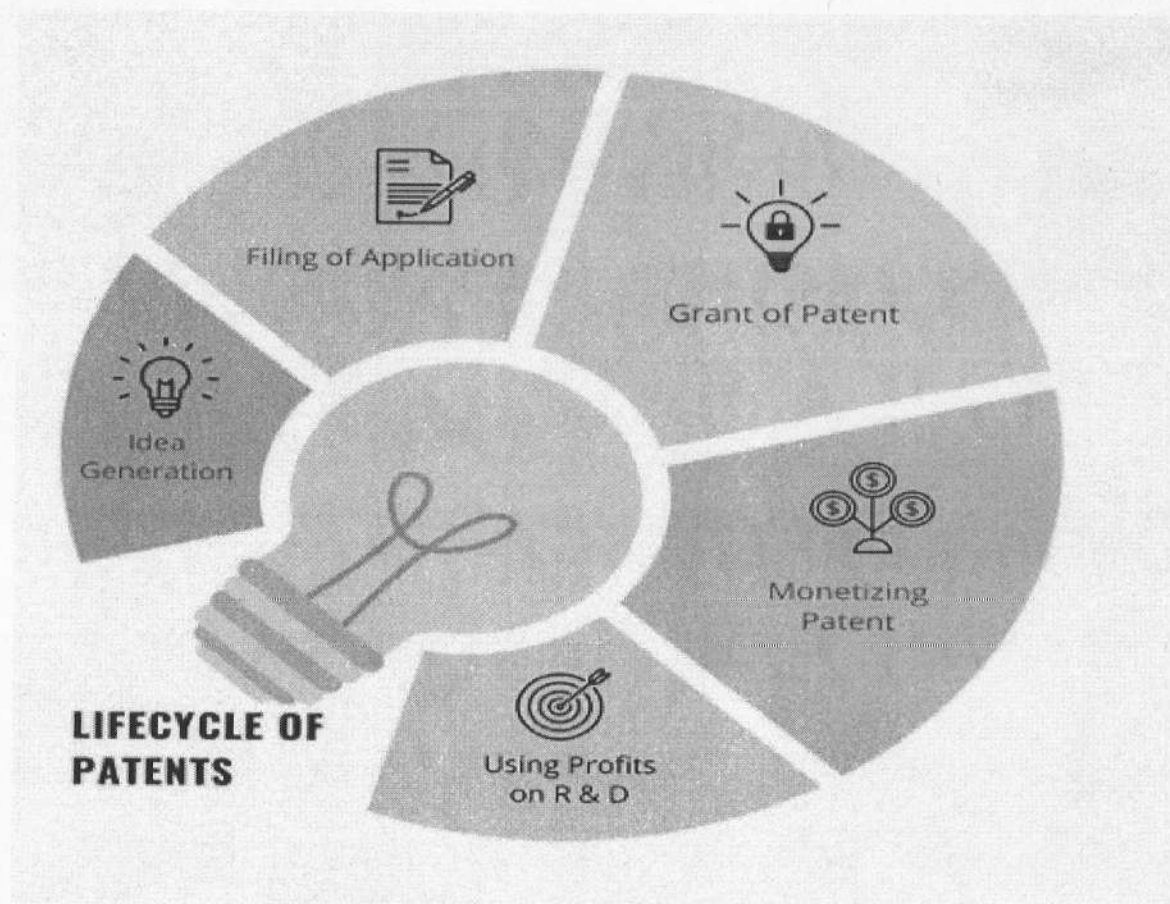 Filing of Application
Grant of Patent
Idea
Generation
Monetizing
Patent
Using Profits
on R & D
LIFECYCLE OF
PATENTS